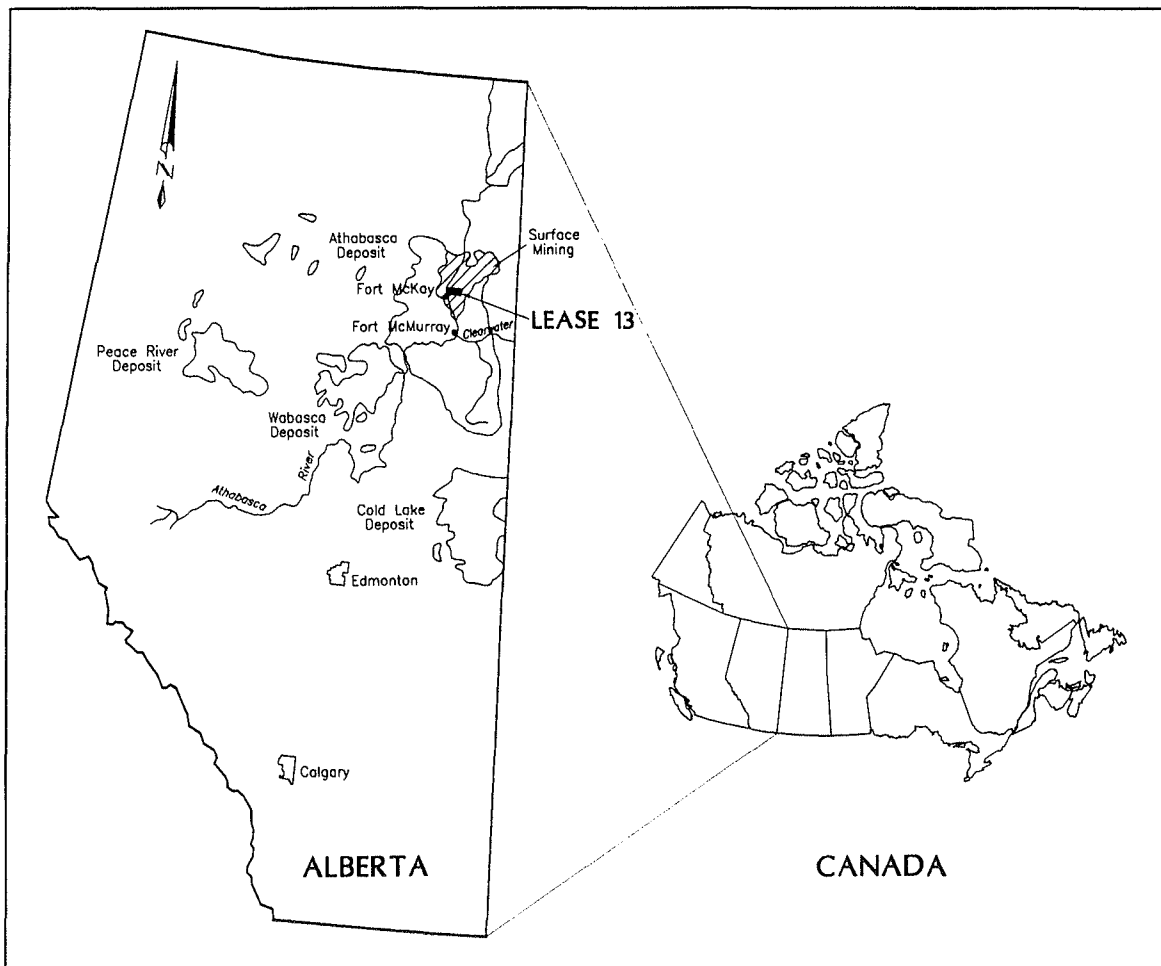 N
Athabasca
Deposit
Surface
Mining
Fort McKay
LEASE 13
Fort McMurray
Clearwater
Peace River
Deposit
Wabasca
Deposit
Athabasca River
Cold Lake
Deposit
Edmonton
Calgary
ALBERTA
CANADA